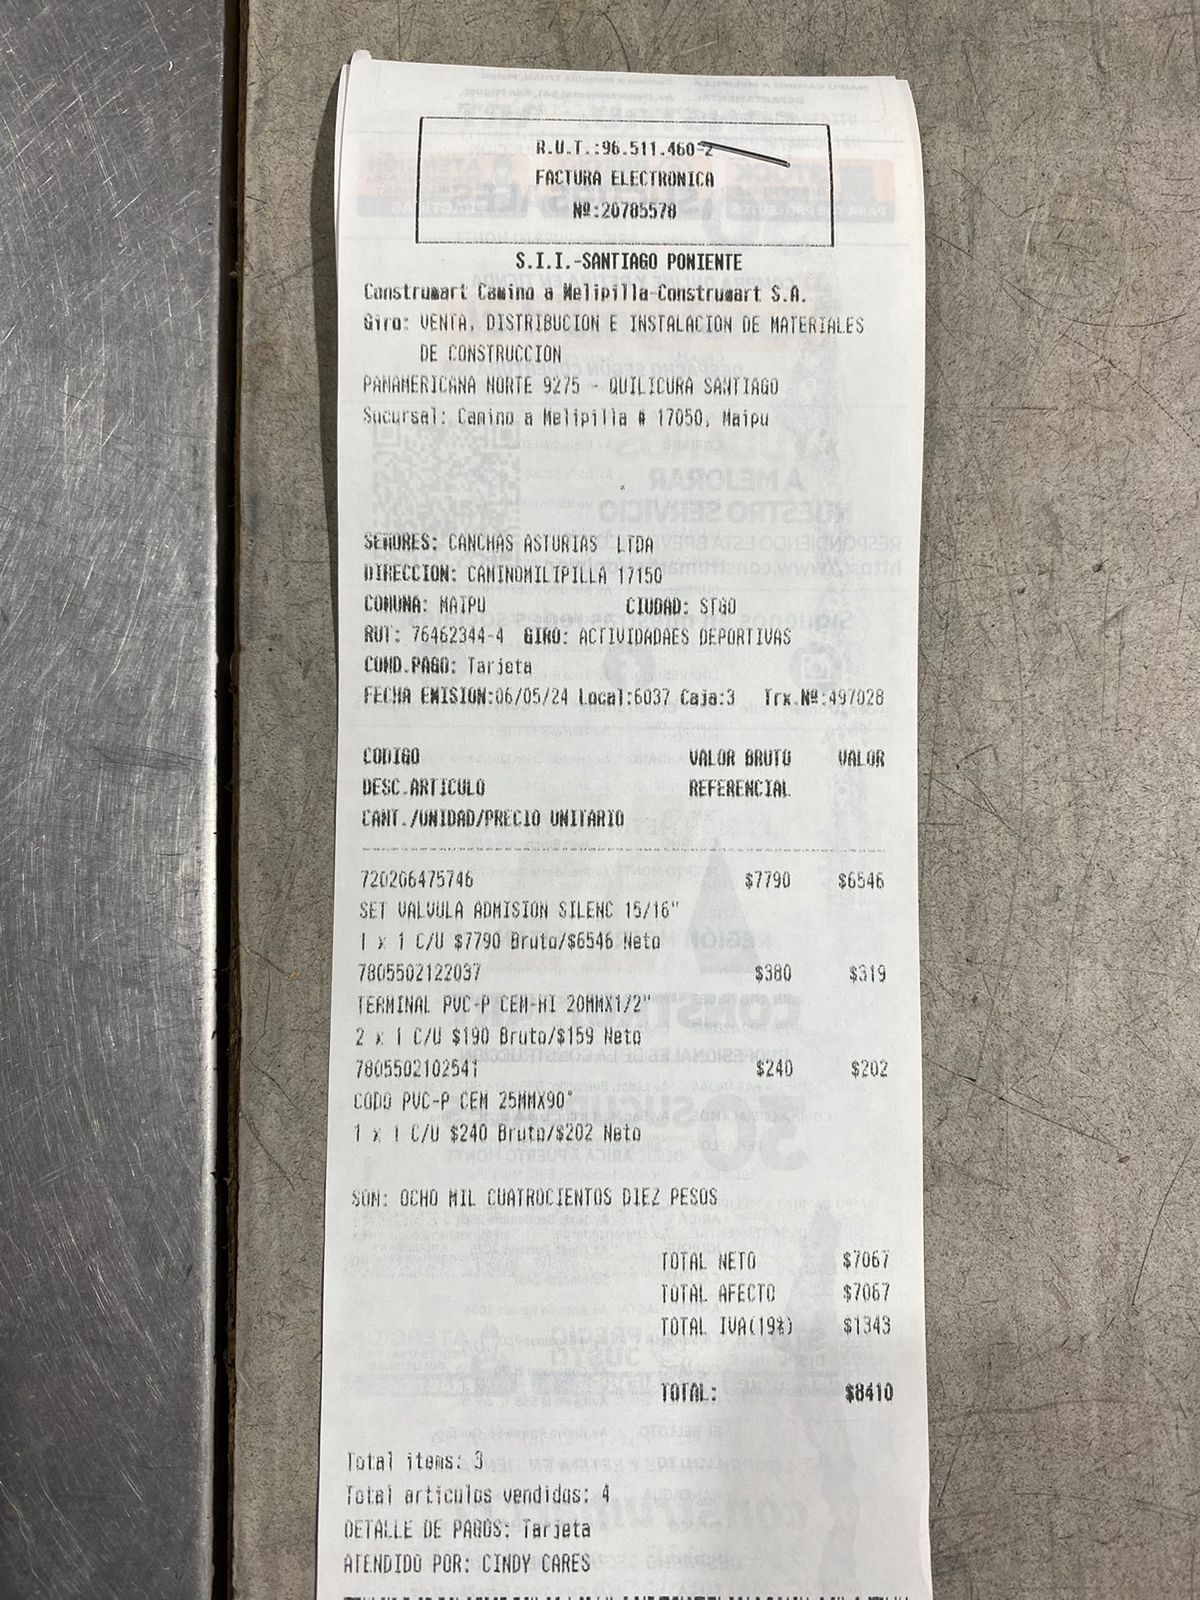 R.U.T.:96.511.460-2
FACTURA ELECTRONICA
Nº:20785578
S.I.I.-SANTIAGO PONIENTE
Construmart Camino a Melipilla-Construmart S.A.
Giro: VENTA, DISTRIBUCION E INSTALACION DE MATERIALES
DE CONSTRUCCION
PANAMERICANA NORTE 9275 - QUILICURA SANTIAGO
Sucursal: Camino a Melipilla # 17050, Maipu
SEÑORES: CANCHAS ASTURIAS LTDA
DIRECCION: CAMINOMILIPILLA 17150
COMUNA: MAIPU CIUDAD: STGO
RUT: 76462344-4 GIRO: ACTIVIDADAES DEPORTIVAS
COND.PAGO: Tarjeta
FECHA EMISION:06/05/24 Local:6037 Caja:3 Trx.Nº:497028
CODIGO VALOR BRUTO VALOR
DESC.ARTICULO REFERENCIAL
CANT./UNIDAD/PRECIO UNITARIO
720206475746 $7790 $6546
SET VALVULA ADMISION SILENC 15/16"
1 x 1 C/U $7790 Bruto/$6546 Neto
7805502122037 $380 $319
TERMINAL PVC-P CEM-HI 20MMX1/2"
2 x 1 C/U $190 Bruto/$159 Neto
7805502102541 $240 $202
CODO PVC-P CEM 25MMX90°
1 x 1 C/U $240 Bruto/$202 Neto
SON: OCHO MIL CUATROCIENTOS DIEZ PESOS
TOTAL NETO $7067
TOTAL AFECTO $7067
TOTAL IVA(19%) $1343
TOTAL: $8410
Total items: 3
Total articulos vendidos: 4
DETALLE DE PAGOS: Tarjeta
ATENDIDO POR: CINDY CARES